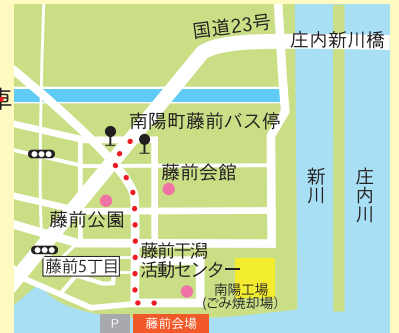 国道23号
庄内新川橋
車
南陽町藤前バス停
藤前会館
新川
庄内川
藤前公園
藤前干潟
活動センター
藤前5丁目
南陽工場
(ごみ焼却場)
P
藤前会場